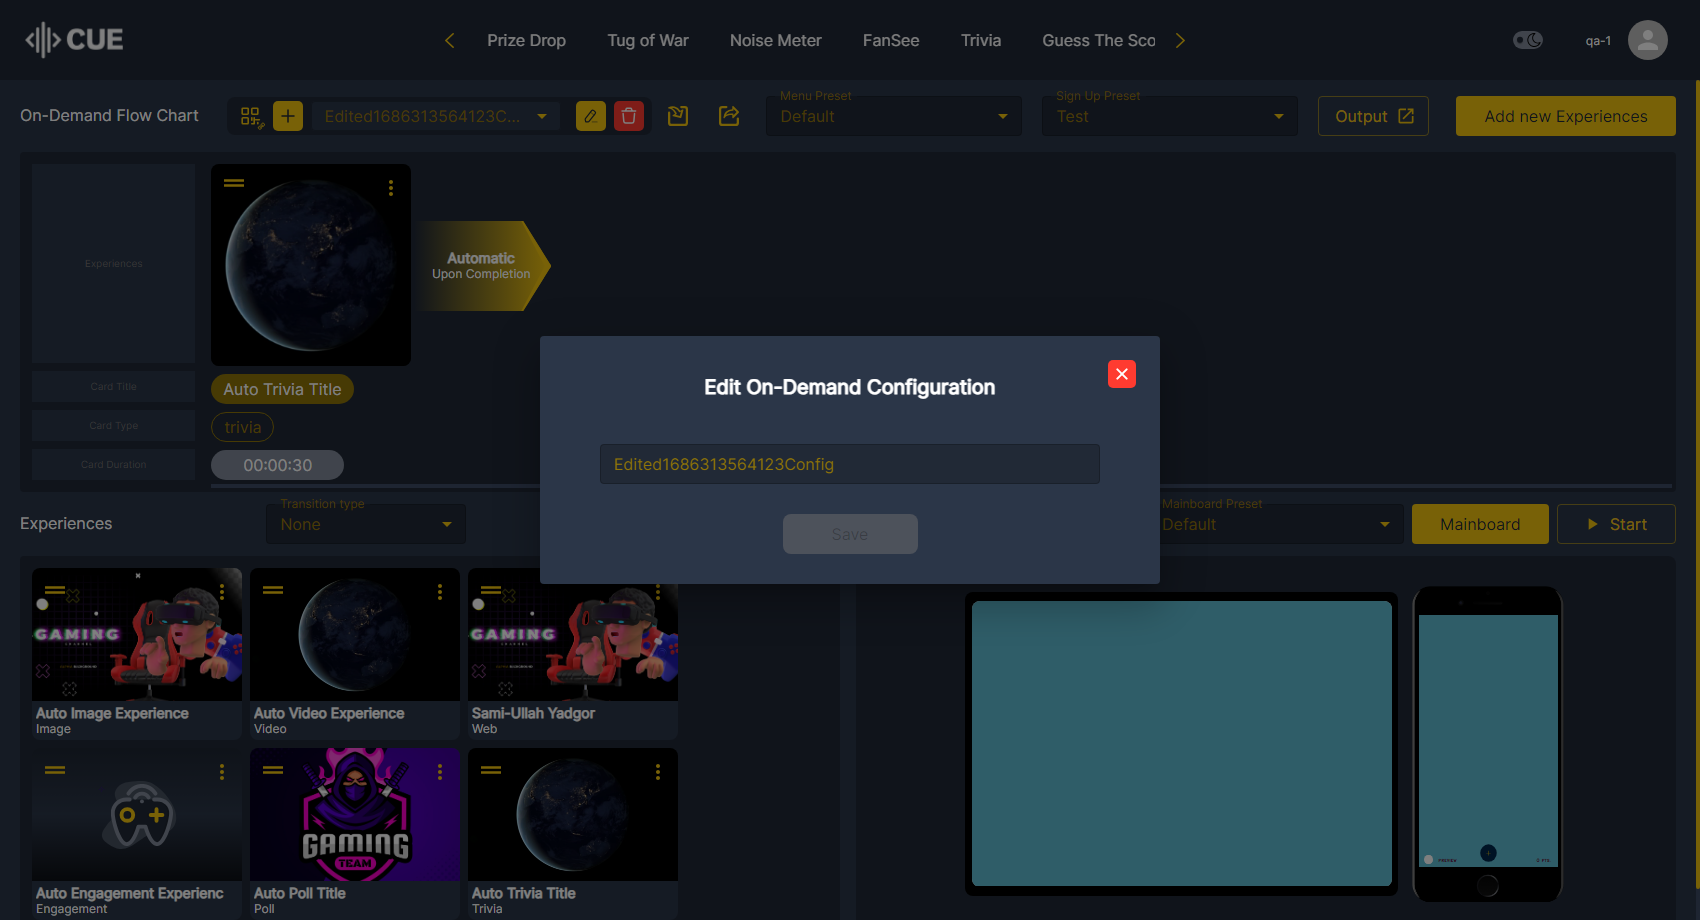 CUE
Prize Drop
Tug of War
Noise Meter
FanSee
Trivia
Guess The Sco
qa-1
On-Demand Flow Chart
Edited1686313564123C...
Menu Preset
Default
Sign Up Preset
Test
Output
Add new Experiences
Experiences
Automatic
Upon Completion
Card Title
Auto Trivia Title
Card Type
trivia
Card Duration
00:00:30
Edit On-Demand Configuration
Edited1686313564123Config
Save
Experiences
Transition type
None
Mainboard Preset
Default
Mainboard
Start
GAMING
GAMING
Auto Image Experience
Image
Auto Video Experience
Video
Sami-Ullah Yadgor
Web
GAMING
TEAM
Auto Engagement Experienc
Engagement
Auto Poll Title
Poll
Auto Trivia Title
Trivia
PREVIEW
0 PTS